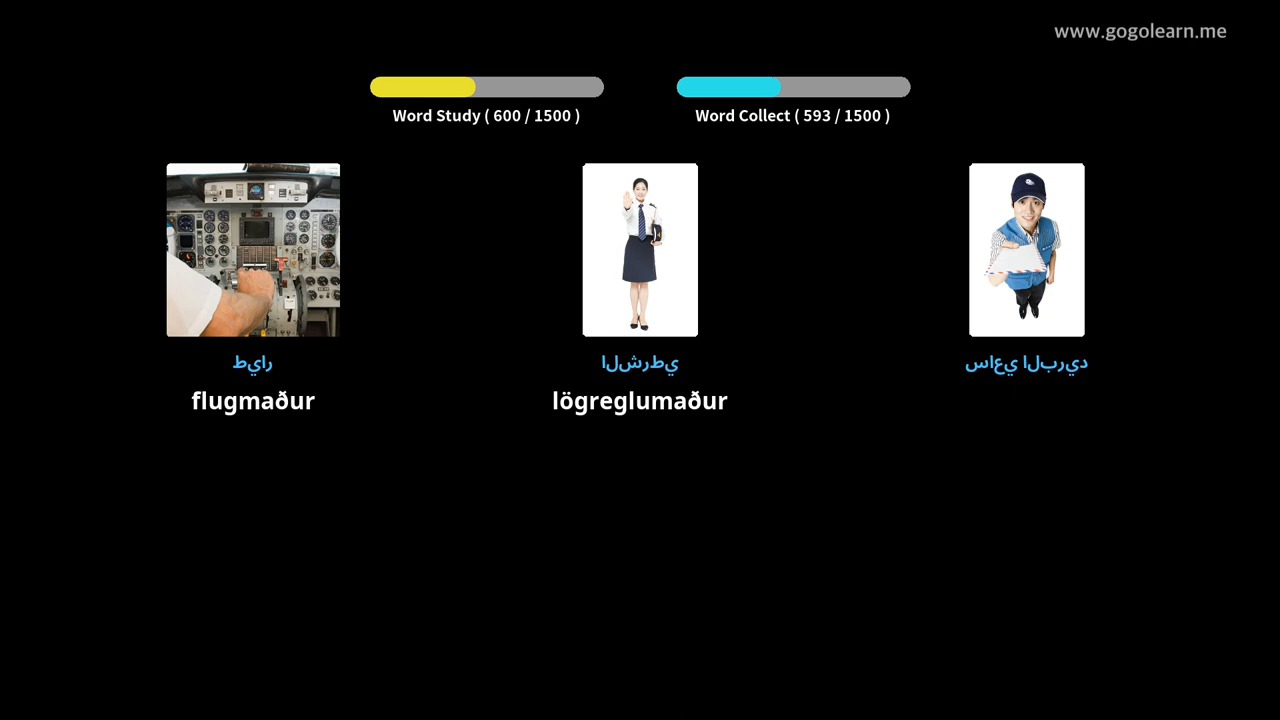 www.gogolearn.me
Word Study ( 600 / 1500 )
Word Collect ( 593 / 1500 )
طيار
الشرطي
ساعي البريد
flugmaður
lögreglumaður